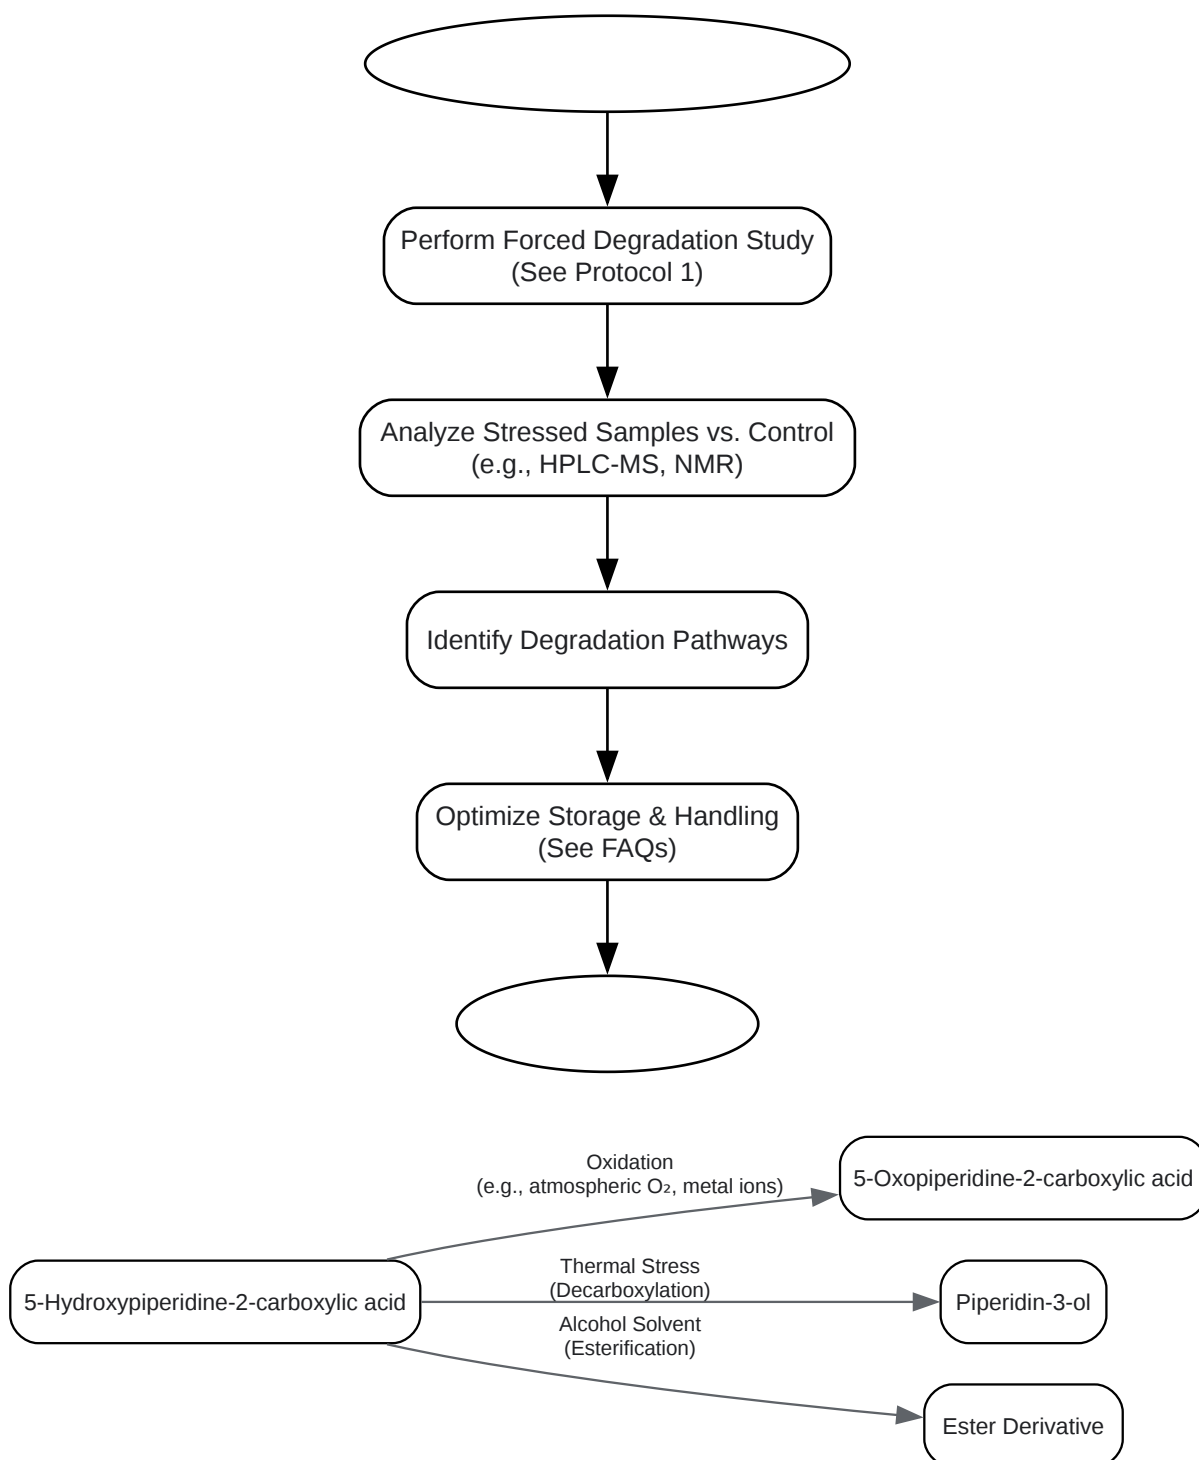 Perform Forced Degradation Study
(See Protocol 1)
Analyze Stressed Samples vs. Control
(e.g., HPLC-MS, NMR)
Identify Degradation Pathways
Optimize Storage & Handling
(See FAQs)
Oxidation
(e.g., atmospheric O₂, metal ions)
5-Oxopiperidine-2-carboxylic acid
5-Hydroxypiperidine-2-carboxylic acid
Thermal Stress
(Decarboxylation)
Piperidin-3-ol
Alcohol Solvent
(Esterification)
Ester Derivative